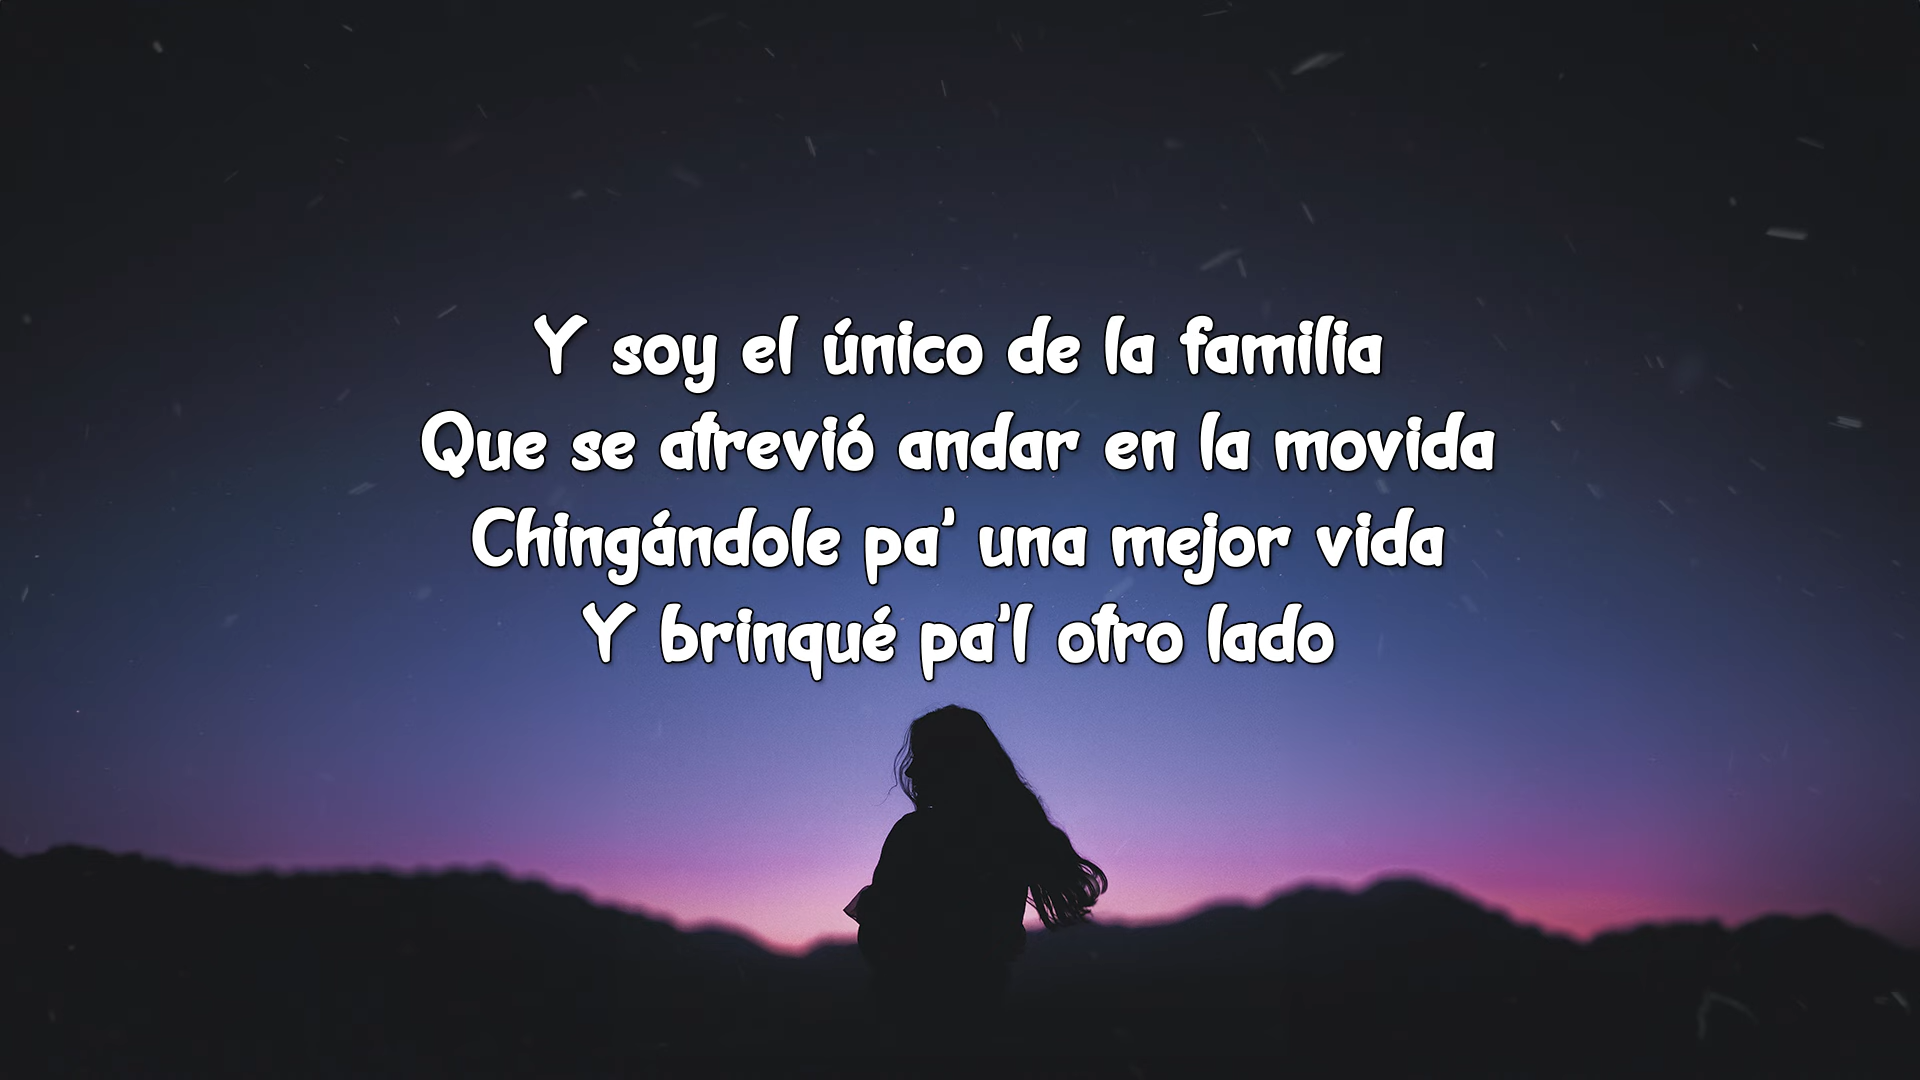 Y soy el único de la familia
Que se atrevió andar en la movida
Chingándole pa' una mejor vida
Y brinqué pa'l otro lado